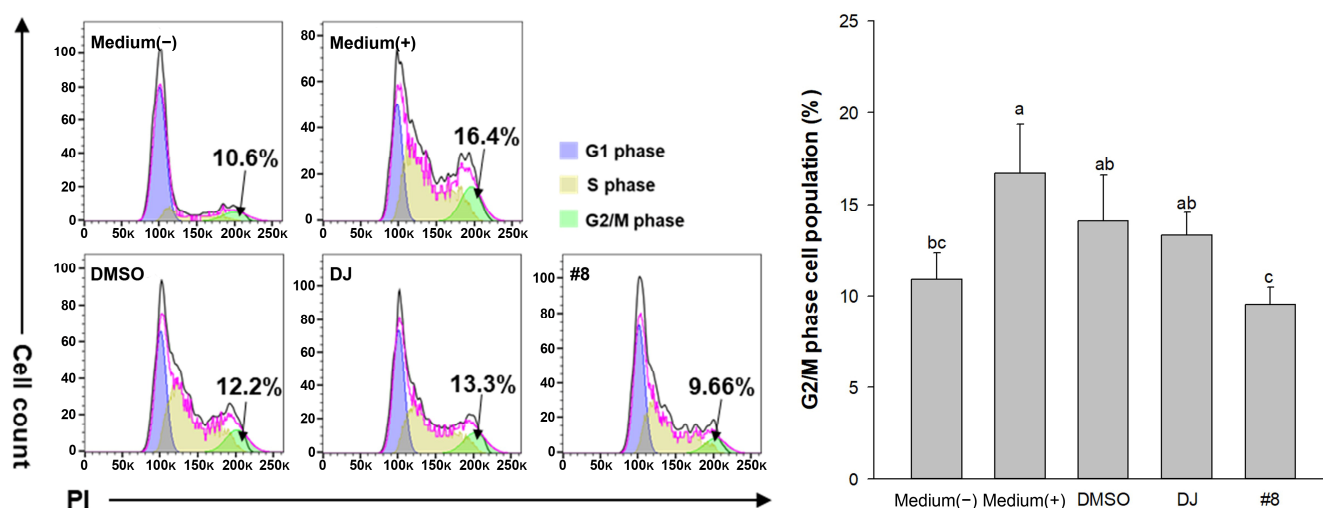 Cell count
Medium(−)
100
80
60
40
20
0
10.6%
0 50K 100K 150K 200K 250K
Medium(+)
80
60
40
20
0
16.4%
0 50K 100K 150K 200K 250K
G1 phase
S phase
G2/M phase
DMSO
100
80
60
40
20
0
12.2%
0 50K 100K 150K 200K 250K
DJ
100
80
60
40
20
0
13.3%
0 50K 100K 150K 200K 250K
#8
100
80
60
40
20
0
9.66%
0 50K 100K 150K 200K 250K
PI
G2/M phase cell population (%)
25
20
15
10
5
0
bc
a
ab
ab
c
Medium(−) Medium(+) DMSO DJ #8